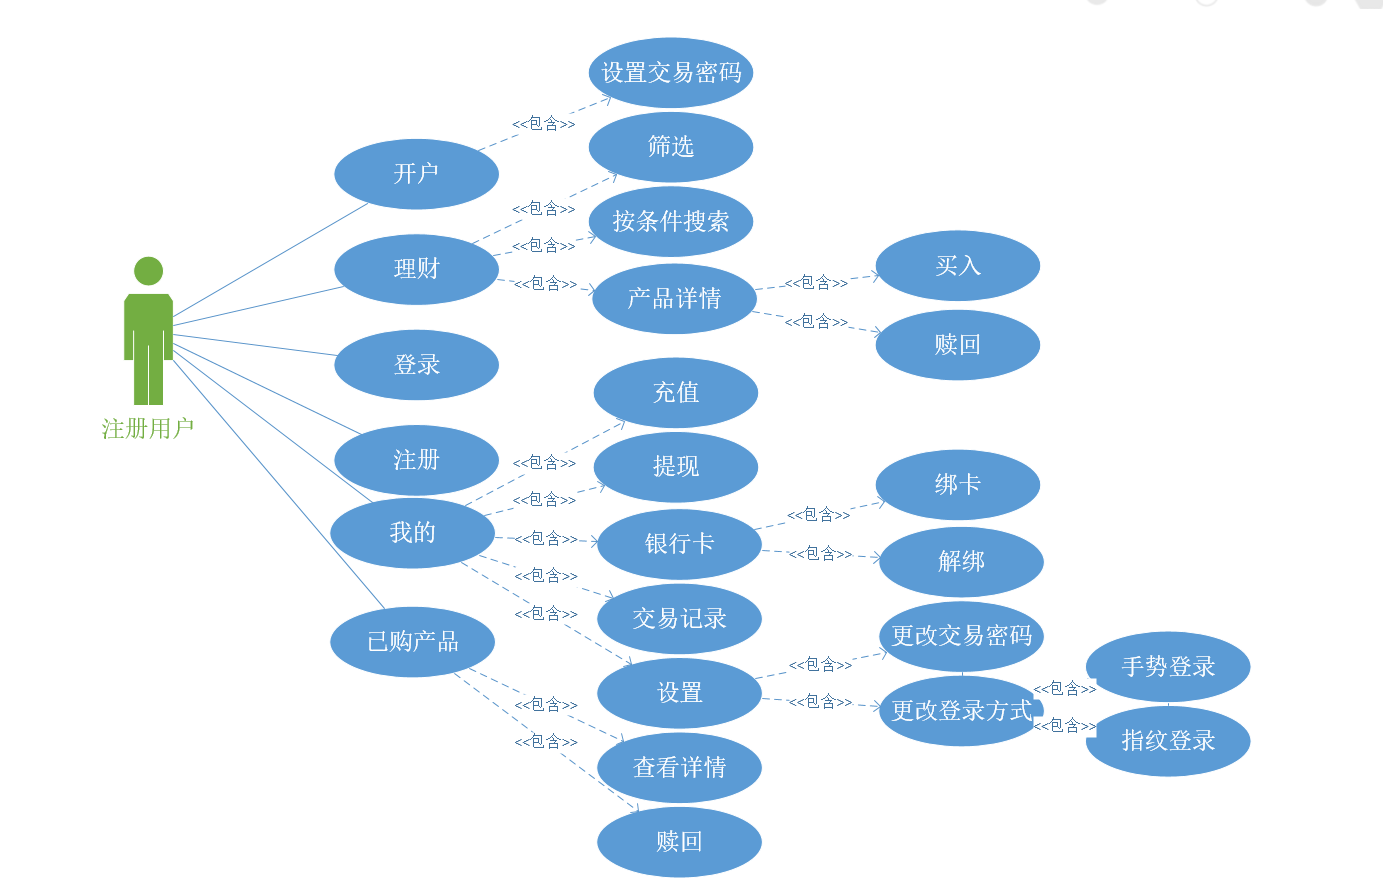 设置交易密码
<<包含>>
筛选
开户
<<包含>>
按条件搜索
<<包含>>
理财
<<包含>>
产品详情
<<包含>>
买入
<<包含>>
赎回
登录
充值
注册用户
注册
<<包含>>
提现
<<包含>>
绑卡
<<包含>>
我的
<<包含>>
银行卡
<<包含>>
解绑
<<包含>>
交易记录
<<包含>>
更改交易密码
已购产品
<<包含>>
手势登录
<<包含>>
设置
<<包含>>
更改登录方式
<<包含>>
指纹登录
<<包含>>
<<包含>>
查看详情
赎回